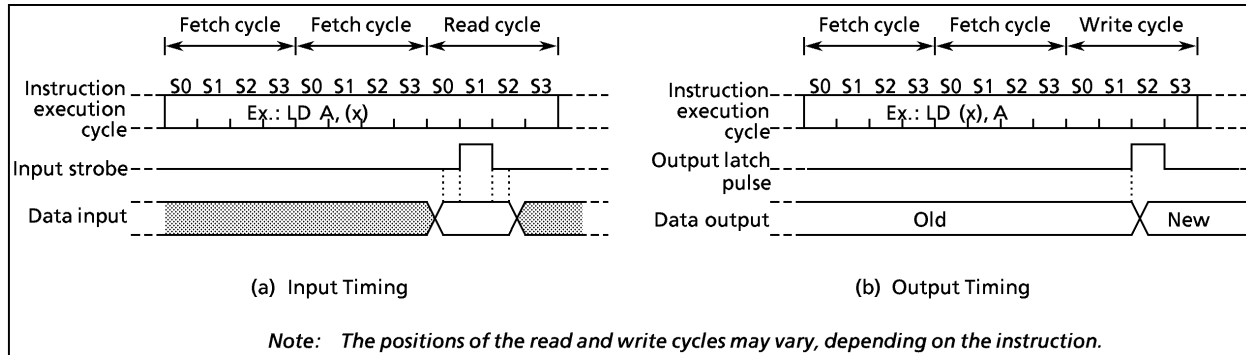 Fetch cycle Fetch cycle Read cycle
S0 S1 S2 S3 S0 S1 S2 S3 S0 S1 S2 S3
Instruction
execution
cycle
Ex.: LD A, (x)
Input strobe
Data input
(a) Input Timing
Fetch cycle Fetch cycle Write cycle
S0 S1 S2 S3 S0 S1 S2 S3 S0 S1 S2 S3
Instruction
execution
cycle
Ex.: LD (x), A
Output latch
pulse
Data output
Old
New
(b) Output Timing
Note: The positions of the read and write cycles may vary, depending on the instruction.